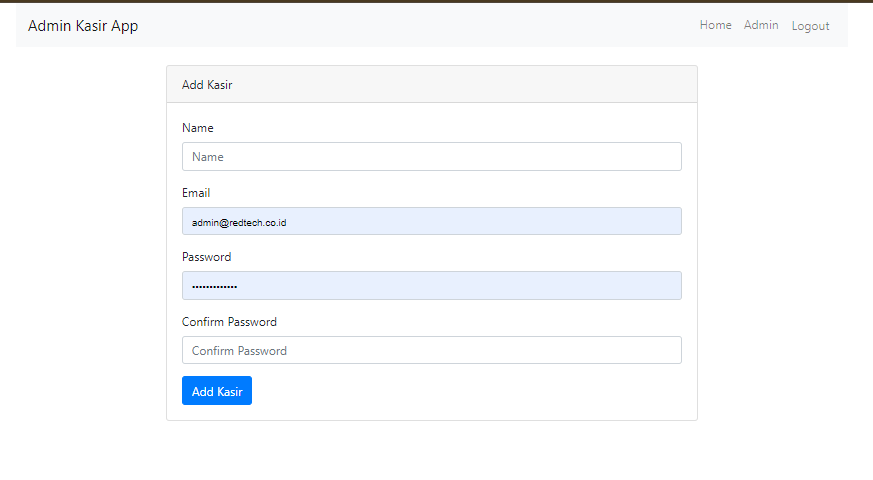 Admin Kasir App Home Admin Logout
Add Kasir
Name
Name
Email
admin@redtech.co.id
Password
•••••••••••••
Confirm Password
Confirm Password
Add Kasir